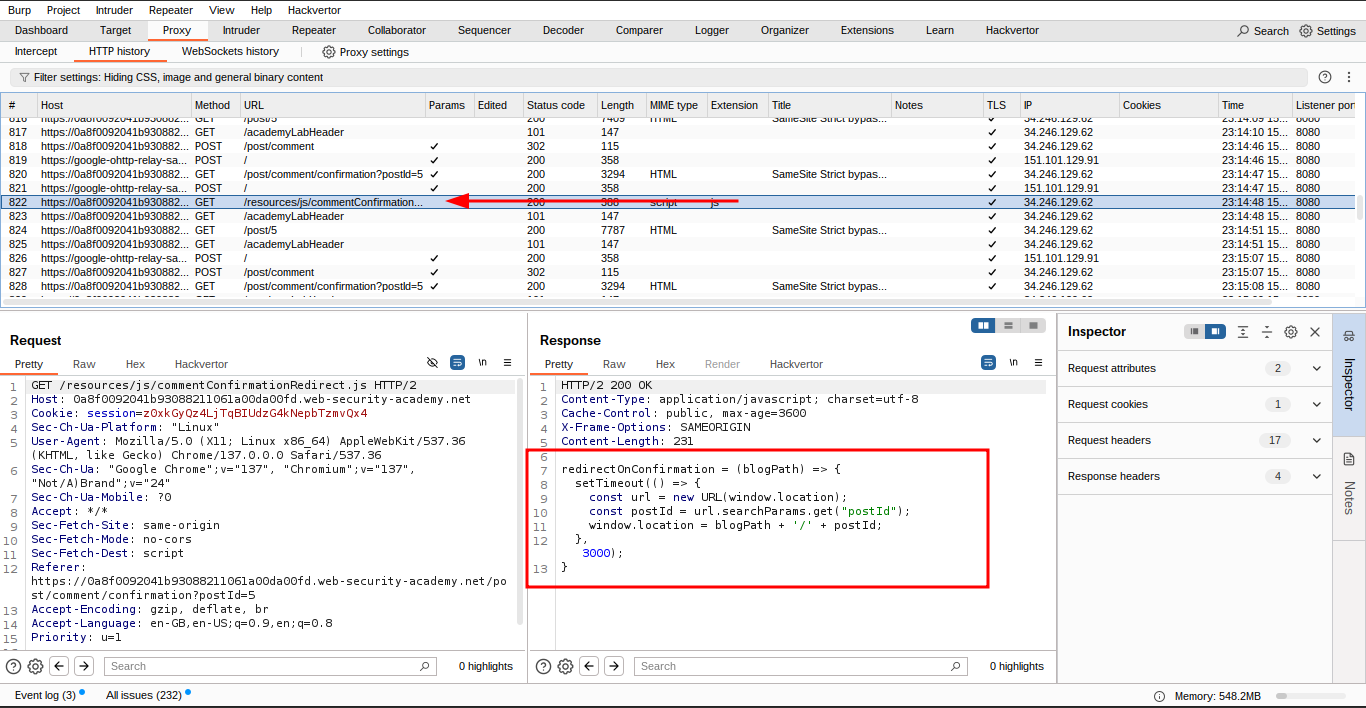 Burp Project Intruder Repeater View Help Hackvertor
Dashboard Target Proxy Intruder Repeater Collaborator Sequencer Decoder Comparer Logger Organizer Extensions Learn Hackvertor Search Settings
Intercept HTTP history WebSockets history Proxy settings
Filter settings: Hiding CSS, image and general binary content
# Host Method URL Params Edited Status code Length MIME type Extension Title Notes TLS IP Cookies Time Listener port
816 https://0a8f0092041b930882... GET /post/5 200 7409 HTML SameSite Strict bypas... ✓ 34.246.129.62 23:14:09 15... 8080
817 https://0a8f0092041b930882... GET /academyLabHeader 101 147 ✓ 34.246.129.62 23:14:10 15... 8080
818 https://0a8f0092041b930882... POST /post/comment ✓ 302 115 ✓ 34.246.129.62 23:14:46 15... 8080
819 https://google-ohttp-relay-sa... POST / ✓ 200 358 ✓ 151.101.129.91 23:14:46 15... 8080
820 https://0a8f0092041b930882... GET /post/comment/confirmation?postId=5 ✓ 200 3294 HTML SameSite Strict bypas... ✓ 34.246.129.62 23:14:47 15... 8080
821 https://google-ohttp-relay-sa... POST / ✓ 200 358 ✓ 151.101.129.91 23:14:47 15... 8080
822 https://0a8f0092041b930882... GET /resources/js/commentConfirmation... 200 388 script js ✓ 34.246.129.62 23:14:48 15... 8080
823 https://0a8f0092041b930882... GET /academyLabHeader 101 147 ✓ 34.246.129.62 23:14:48 15... 8080
824 https://0a8f0092041b930882... GET /post/5 200 7787 HTML SameSite Strict bypas... ✓ 34.246.129.62 23:14:51 15... 8080
825 https://0a8f0092041b930882... GET /academyLabHeader 101 147 ✓ 34.246.129.62 23:14:51 15... 8080
826 https://google-ohttp-relay-sa... POST / ✓ 200 358 ✓ 151.101.129.91 23:15:07 15... 8080
827 https://0a8f0092041b930882... POST /post/comment ✓ 302 115 ✓ 34.246.129.62 23:15:07 15... 8080
828 https://0a8f0092041b930882... GET /post/comment/confirmation?postId=5 ✓ 200 3294 HTML SameSite Strict bypas... ✓ 34.246.129.62 23:15:08 15... 8080
Request
Pretty Raw Hex Hackvertor \n
1 GET /resources/js/commentConfirmationRedirect.js HTTP/2
2 Host: 0a8f0092041b93088211061a00da00fd.web-security-academy.net
3 Cookie: session=zOxkGyQz4LjTqBIUdzG4kNepbTzmvQx4
4 Sec-Ch-Ua-Platform: "Linux"
5 User-Agent: Mozilla/5.0 (X11; Linux x86_64) AppleWebKit/537.36
(KHTML, like Gecko) Chrome/137.0.0.0 Safari/537.36
6 Sec-Ch-Ua: "Google Chrome";v="137", "Chromium";v="137",
"Not/A)Brand";v="24"
7 Sec-Ch-Ua-Mobile: ?0
8 Accept: */*
9 Sec-Fetch-Site: same-origin
10 Sec-Fetch-Mode: no-cors
11 Sec-Fetch-Dest: script
12 Referer:
https://0a8f0092041b93088211061a00da00fd.web-security-academy.net/po
st/comment/confirmation?postId=5
13 Accept-Encoding: gzip, deflate, br
14 Accept-Language: en-GB,en-US;q=0.9,en;q=0.8
15 Priority: u=1
Search 0 highlights
Response
Pretty Raw Hex Render Hackvertor \n
1 HTTP/2 200 OK
2 Content-Type: application/javascript; charset=utf-8
3 Cache-Control: public, max-age=3600
4 X-Frame-Options: SAMEORIGIN
5 Content-Length: 231
6
7 redirectOnConfirmation = (blogPath) => {
8 setTimeout(() => {
9 const url = new URL(window.location);
10 const postId = url.searchParams.get("postId");
11 window.location = blogPath + '/' + postId;
12 },
3000);
13 }
Search 0 highlights
Inspector
Request attributes 2
Request cookies 1
Request headers 17
Response headers 4
Inspector
Notes
Event log (3) All issues (232) Memory: 548.2MB